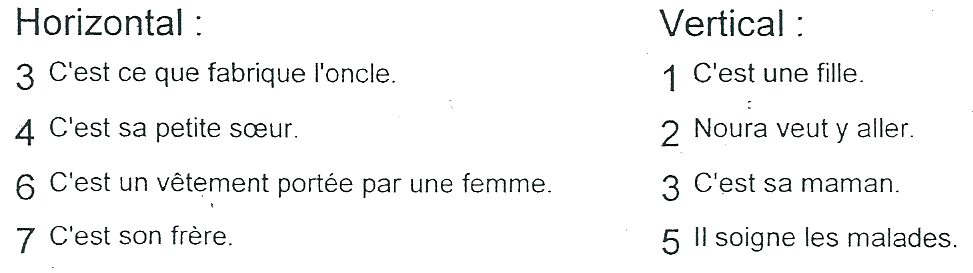 Horizontal :
3 C'est ce que fabrique l'oncle.
4 C'est sa petite sœur.
6 C'est un vêtement portée par une femme.
7 C'est son frère.
Vertical :
1 C'est une fille.
2 Noura veut y aller.
3 C'est sa maman.
5 Il soigne les malades.